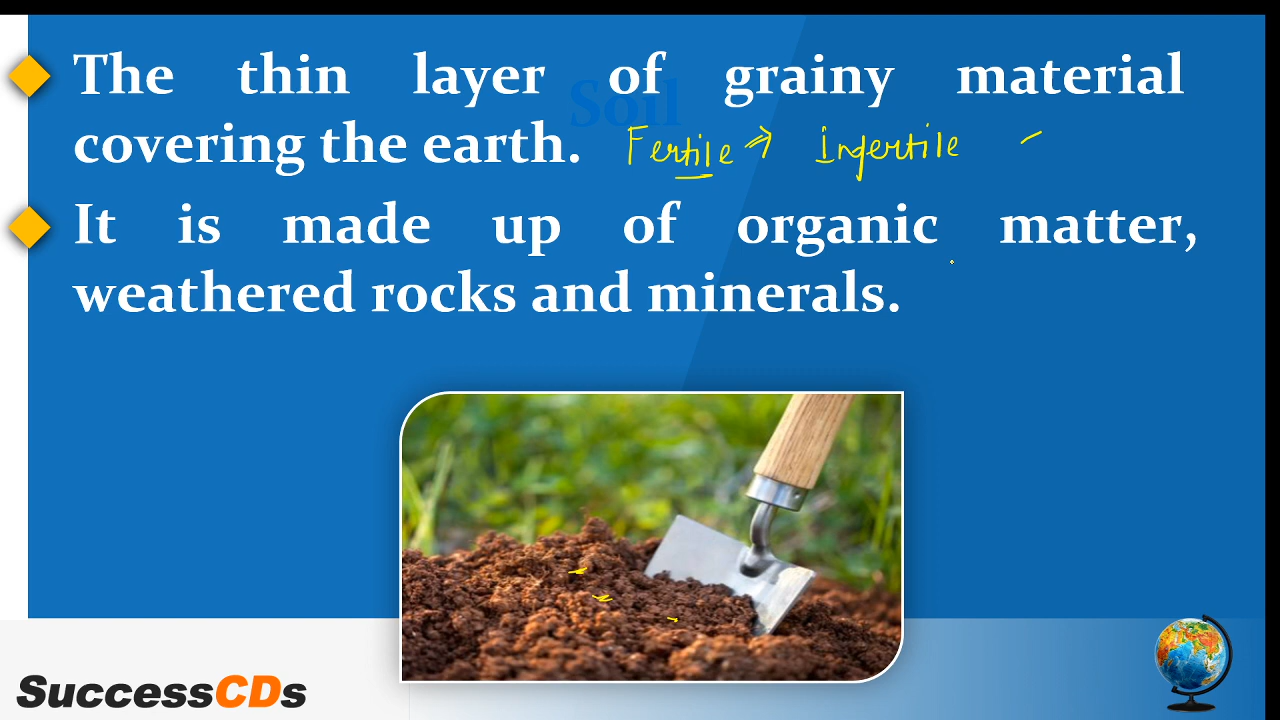 Soil
The thin layer of grainy material
covering the earth. Fertile ⇒ Infertile
It is made up of organic matter,
weathered rocks and minerals.
SuccessCDs